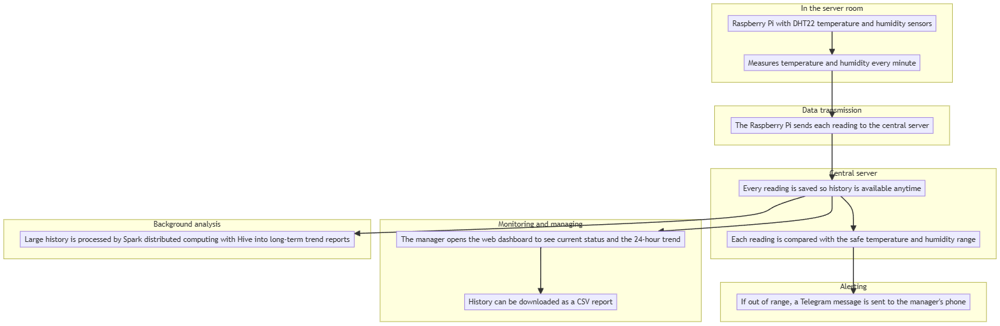 In the server room
Raspberry Pi with DHT22 temperature and humidity sensors
Measures temperature and humidity every minute
Data transmission
The Raspberry Pi sends each reading to the central server
Central server
Every reading is saved so history is available anytime
Background analysis
Large history is processed by Spark distributed computing with Hive into long-term trend reports
Monitoring and managing
The manager opens the web dashboard to see current status and the 24-hour trend
Each reading is compared with the safe temperature and humidity range
History can be downloaded as a CSV report
Alerting
If out of range, a Telegram message is sent to the manager's phone